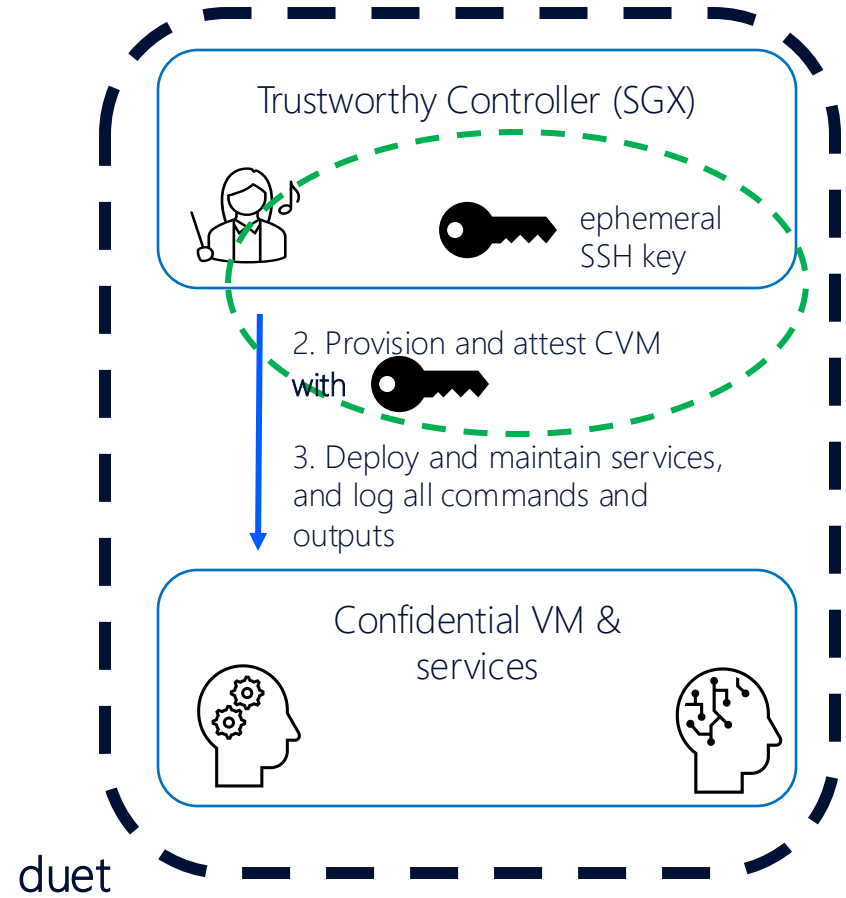 Trustworthy Controller (SGX)
ephemeral
SSH key
2. Provision and attest CVM
with
3. Deploy and maintain services,
and log all commands and
outputs
Confidential VM &
services
duet